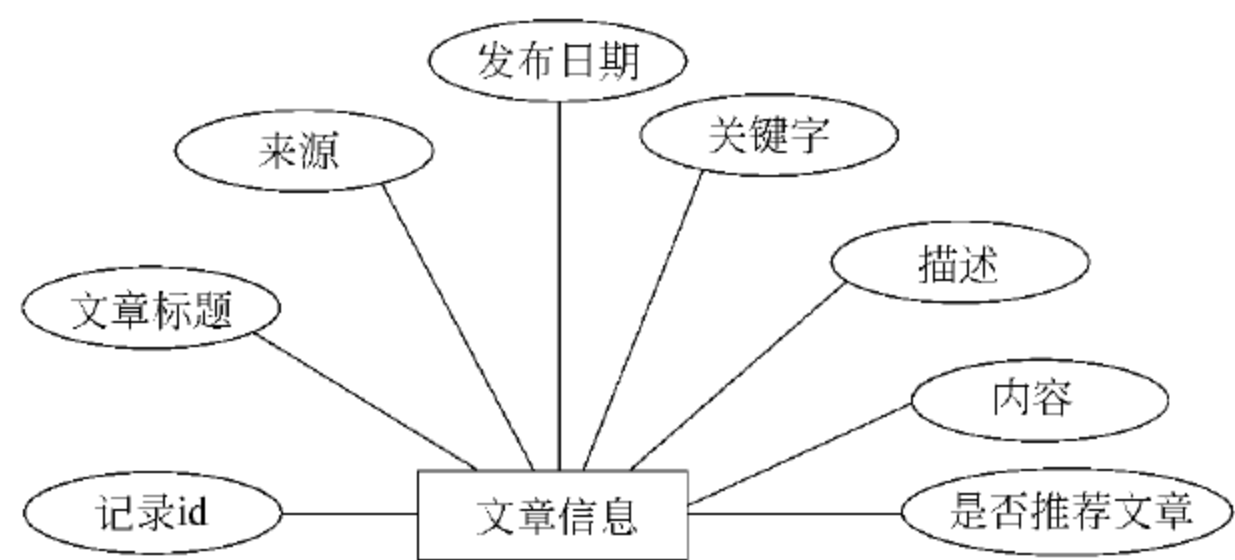 发布日期
关键字
来源
描述
文章标题
内容
记录id
文章信息
是否推荐文章